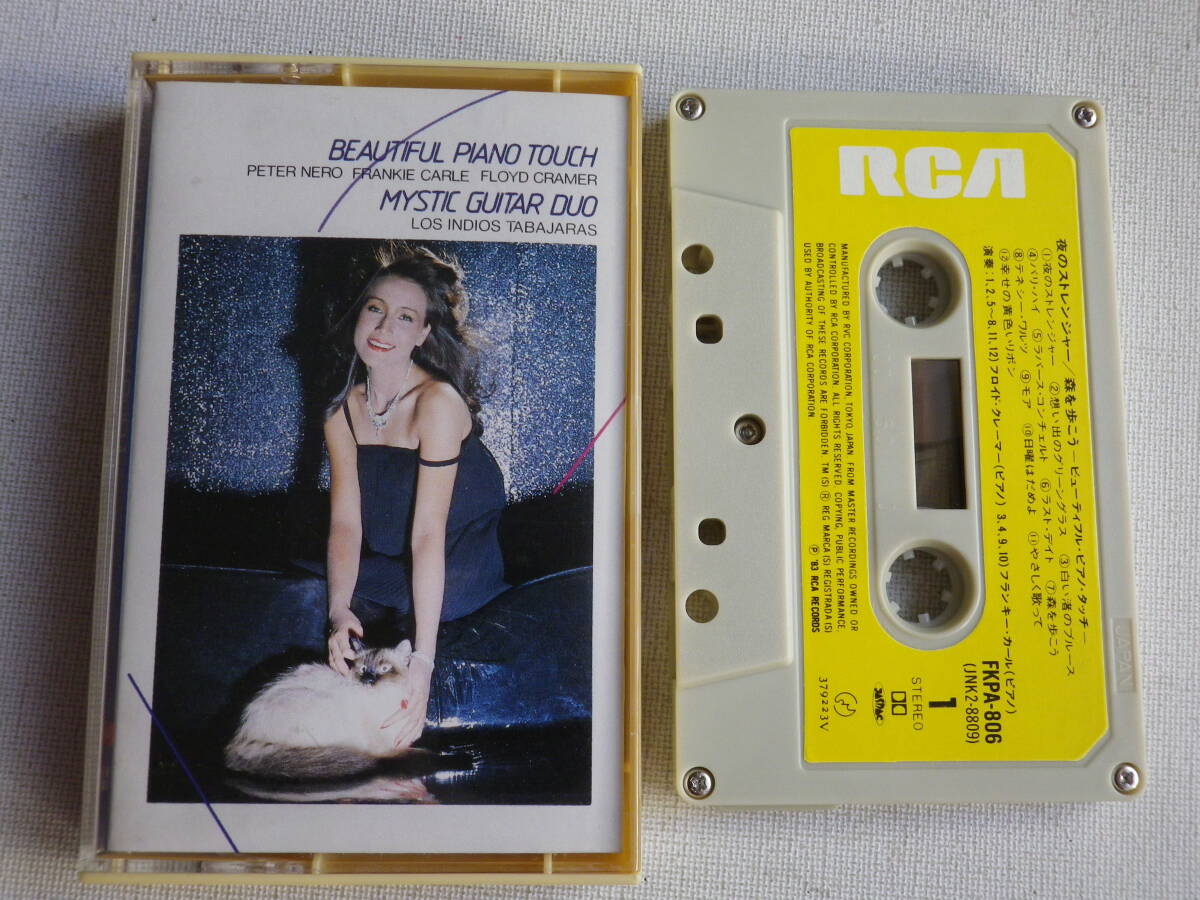 BEAUTIFUL PIANO TOUCH
PETER NERO FRANKIE CARLE FLOYD CRAMER
MYSTIC GUITAR DUO
LOS INDIOS TABAJARAS
RCA
夜のストレンジャー／森を歩こう ―ビューティフル・ピアノ・タッチ―
①夜のストレンジャー ②想い出のグリーングラス ③白い渚のブルース
④バリ・ハイ ⑤ラバース・コンチェルト ⑥ラスト・デイト ⑦森を歩こう
⑧テネシー・ワルツ ⑨モア ⑩日曜はだめよ ⑪やさしく歌って
⑫幸せの黄色いリボン
演奏：1.2.5〜8.11.12）フロイド・クレーマー（ピアノ）3.4.9.10）フランキー・カール（ピアノ）
FKPA-806
(JNK2-8809)
1
STEREO
379223V
MANUFACTURED BY RVC CORPORATION, TOKYO, JAPAN. FROM MASTER RECORDINGS OWNED OR
CONTROLLED BY RCA CORPORATION. ALL RIGHTS RESERVED. COPYING, PUBLIC PERFORMANCE,
BROADCASTING OF THESE RECORDS ARE FORBIDDEN. TM(S) Ⓡ REG. MARCA(S) REGISTRADA(S)
USED BY AUTHORITY OF RCA CORPORATION
Ⓟ '83 RCA RECORDS
JAPAN